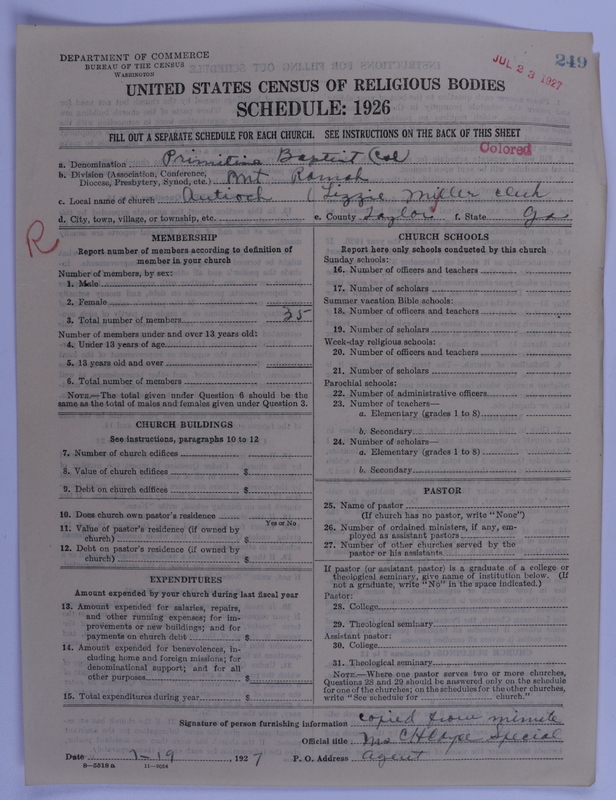 DEPARTMENT OF COMMERCE
BUREAU OF THE CENSUS
WASHINGTON
JUL 23 1927
249
UNITED STATES CENSUS OF RELIGIOUS BODIES
SCHEDULE: 1926
FILL OUT A SEPARATE SCHEDULE FOR EACH CHURCH. SEE INSTRUCTIONS ON THE BACK OF THIS SHEET
Colored
a. Denomination Primitive Baptist Col
b. Division (Association, Conference, Diocese, Presbytery, Synod, etc.) Mt Ramah
c. Local name of church Antioch (Lizzie Miller clerk
d. City, town, village, or township, etc. e. County Taylor f. State Ga
R
MEMBERSHIP
Report number of members according to definition of
member in your church
Number of members, by sex:
1. Male
2. Female
3. Total number of members 35
Number of members under and over 13 years old:
4. Under 13 years of age
5. 13 years old and over
6. Total number of members
NOTE.—The total given under Question 6 should be the
same as the total of males and females given under Question 3.
CHURCH BUILDINGS
See instructions, paragraphs 10 to 12
7. Number of church edifices
8. Value of church edifices $
9. Debt on church edifices $
10. Does church own pastor's residence
Yes or No
11. Value of pastor's residence (if owned by
church) $
12. Debt on pastor's residence (if owned by
church) $
EXPENDITURES
Amount expended by your church during last fiscal year
13. Amount expended for salaries, repairs,
and other running expenses; for im-
provements or new buildings; and for
payments on church debt $
14. Amount expended for benevolences, in-
cluding home and foreign missions; for
denominational support; and for all
other purposes $
15. Total expenditures during year $
CHURCH SCHOOLS
Report here only schools conducted by this church
Sunday schools:
16. Number of officers and teachers
17. Number of scholars
Summer vacation Bible schools:
18. Number of officers and teachers
19. Number of scholars
Week-day religious schools:
20. Number of officers and teachers
21. Number of scholars
Parochial schools:
22. Number of administrative officers
23. Number of teachers—
a. Elementary (grades 1 to 8)
b. Secondary
24. Number of scholars—
a. Elementary (grades 1 to 8)
b. Secondary
PASTOR
25. Name of pastor
(If church has no pastor, write "None")
26. Number of ordained ministers, if any, em-
ployed as assistant pastors
27. Number of other churches served by the
pastor or his assistants
If pastor (or assistant pastor) is a graduate of a college or
theological seminary, give name of institution below. (If
not a graduate, write "No" in the space indicated.)
Pastor:
28. College
29. Theological seminary
Assistant pastor:
30. College
31. Theological seminary
NOTE.—Where one pastor serves two or more churches,
Questions 28 and 29 should be answered only on the schedule
for one of the churches; on the schedules for the other churches,
write "See schedule for church."
Signature of person furnishing information copied from minute
Official title Special
Date 1-19, 1927 P. O. Address agent
8-5518a 11-9624